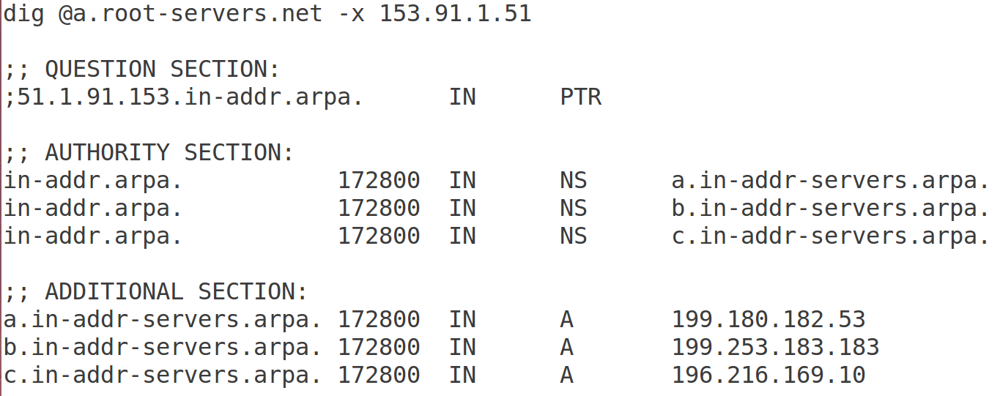 dig @a.root-servers.net -x 153.91.1.51
;; QUESTION SECTION:
;51.1.91.153.in-addr.arpa. IN PTR
;; AUTHORITY SECTION:
in-addr.arpa. 172800 IN NS a.in-addr-servers.arpa.
in-addr.arpa. 172800 IN NS b.in-addr-servers.arpa.
in-addr.arpa. 172800 IN NS c.in-addr-servers.arpa.
;; ADDITIONAL SECTION:
a.in-addr-servers.arpa. 172800 IN A 199.180.182.53
b.in-addr-servers.arpa. 172800 IN A 199.253.183.183
c.in-addr-servers.arpa. 172800 IN A 196.216.169.10